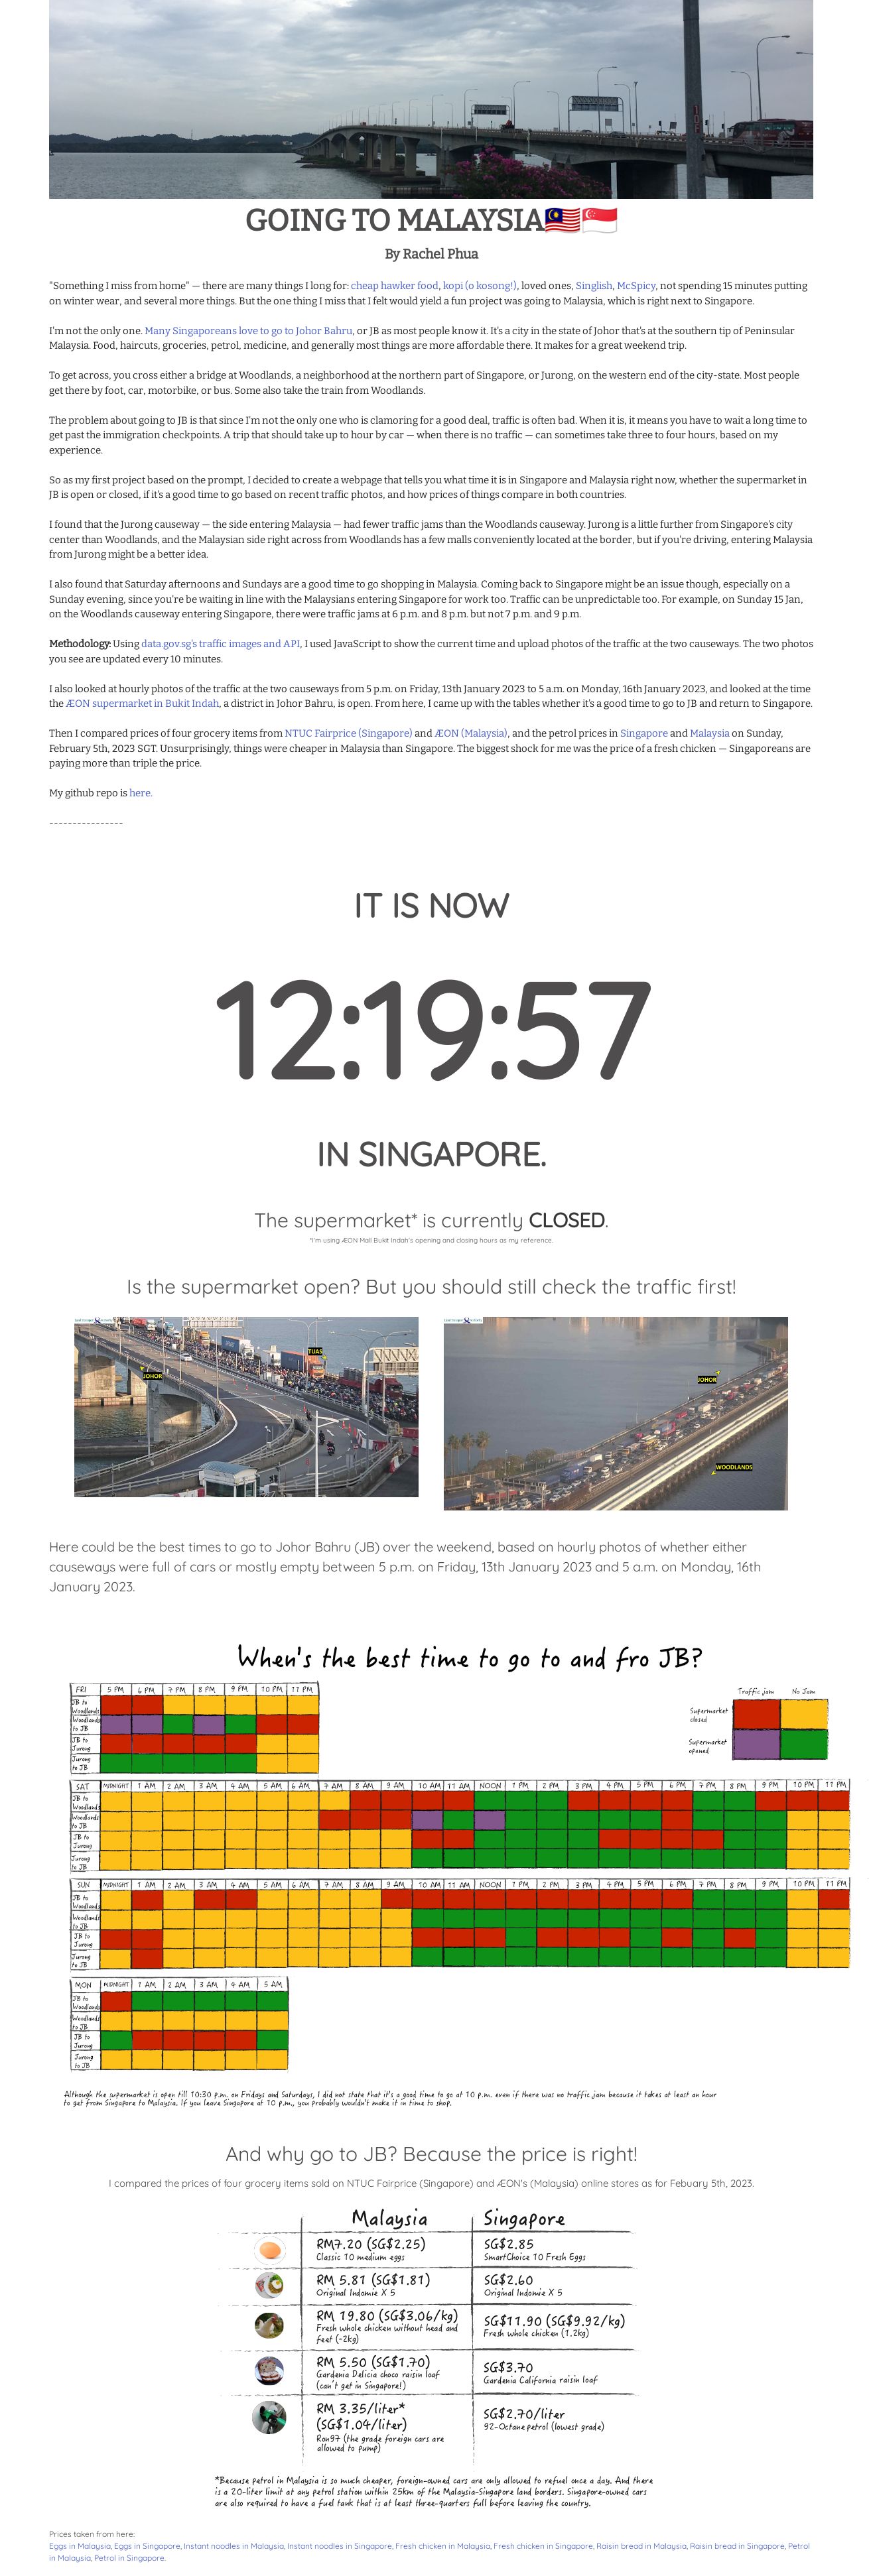 GOING TO MALAYSIA🇲🇾🇸🇬
By Rachel Phua
"Something I miss from home" — there are many things I long for: cheap hawker food, kopi (o kosong!), loved ones, Singlish, McSpicy, not spending 15 minutes putting
on winter wear, and several more things. But the one thing I miss that I felt would yield a fun project was going to Malaysia, which is right next to Singapore.
I'm not the only one. Many Singaporeans love to go to Johor Bahru, or JB as most people know it. It's a city in the state of Johor that's at the southern tip of Peninsular
Malaysia. Food, haircuts, groceries, petrol, medicine, and generally most things are more affordable there. It makes for a great weekend trip.
To get across, you cross either a bridge at Woodlands, a neighborhood at the northern part of Singapore, or Jurong, on the western end of the city-state. Most people
get there by foot, car, motorbike, or bus. Some also take the train from Woodlands.
The problem about going to JB is that since I'm not the only one who is clamoring for a good deal, traffic is often bad. When it is, it means you have to wait a long time to
get past the immigration checkpoints. A trip that should take up to hour by car — when there is no traffic — can sometimes take three to four hours, based on my
experience.
So as my first project based on the prompt, I decided to create a webpage that tells you what time it is in Singapore and Malaysia right now, whether the supermarket in
JB is open or closed, if it's a good time to go based on recent traffic photos, and how prices of things compare in both countries.
I found that the Jurong causeway — the side entering Malaysia — had fewer traffic jams than the Woodlands causeway. Jurong is a little further from Singapore's city
center than Woodlands, and the Malaysian side right across from Woodlands has a few malls conveniently located at the border, but if you're driving, entering Malaysia
from Jurong might be a better idea.
I also found that Saturday afternoons and Sundays are a good time to go shopping in Malaysia. Coming back to Singapore might be an issue though, especially on a
Sunday evening, since you're be waiting in line with the Malaysians entering Singapore for work too. Traffic can be unpredictable too. For example, on Sunday 15 Jan,
on the Woodlands causeway entering Singapore, there were traffic jams at 6 p.m. and 8 p.m. but not 7 p.m. and 9 p.m.
Methodology: Using data.gov.sg's traffic images and API, I used JavaScript to show the current time and upload photos of the traffic at the two causeways. The two photos
you see are updated every 10 minutes.
I also looked at hourly photos of the traffic at the two causeways from 5 p.m. on Friday, 13th January 2023 to 5 a.m. on Monday, 16th January 2023, and looked at the time
the ÆON supermarket in Bukit Indah, a district in Johor Bahru, is open. From here, I came up with the tables whether it's a good time to go to JB and return to Singapore.
Then I compared prices of four grocery items from NTUC Fairprice (Singapore) and ÆON (Malaysia), and the petrol prices in Singapore and Malaysia on Sunday,
February 5th, 2023 SGT. Unsurprisingly, things were cheaper in Malaysia than Singapore. The biggest shock for me was the price of a fresh chicken — Singaporeans are
paying more than triple the price.
My github repo is here.
----------------
IT IS NOW
12:19:57
IN SINGAPORE.
The supermarket* is currently CLOSED.
*I'm using ÆON Mall Bukit Indah's opening and closing hours as my reference.
Is the supermarket open? But you should still check the traffic first!
TUAS
JOHOR
JOHOR
WOODLANDS
Here could be the best times to go to Johor Bahru (JB) over the weekend, based on hourly photos of whether either
causeways were full of cars or mostly empty between 5 p.m. on Friday, 13th January 2023 and 5 a.m. on Monday, 16th
January 2023.
When's the best time to go to and fro JB?
Traffic jam No Jam
Supermarket
closed
Supermarket
opened
FRI 5 PM 6 PM 7 PM 8 PM 9 PM 10 PM 11 PM
JB to
Woodlands
Woodlands
to JB
JB to
Jurong
Jurong
to JB
SAT MIDNIGHT 1 AM 2 AM 3 AM 4 AM 5 AM 6 AM 7 AM 8 AM 9 AM 10 AM 11 AM NOON 1 PM 2 PM 3 PM 4 PM 5 PM 6 PM 7 PM 8 PM 9 PM 10 PM 11 PM
JB to
Woodlands
Woodlands
to JB
JB to
Jurong
Jurong
to JB
SUN MIDNIGHT 1 AM 2 AM 3 AM 4 AM 5 AM 6 AM 7 AM 8 AM 9 AM 10 AM 11 AM NOON 1 PM 2 PM 3 PM 4 PM 5 PM 6 PM 7 PM 8 PM 9 PM 10 PM 11 PM
JB to
Woodlands
Woodlands
to JB
JB to
Jurong
Jurong
to JB
MON MIDNIGHT 1 AM 2 AM 3 AM 4 AM 5 AM
JB to
Woodlands
Woodlands
to JB
JB to
Jurong
Jurong
to JB
Although the supermarket is open till 10:30 p.m. on Fridays and Saturdays, I did not state that it's a good time to go at 10 p.m. even if there was no traffic jam because it takes at least an hour
to get from Singapore to Malaysia. If you leave Singapore at 10 p.m., you probably wouldn't make it in time to shop.
And why go to JB? Because the price is right!
I compared the prices of four grocery items sold on NTUC Fairprice (Singapore) and ÆON's (Malaysia) online stores as for Febuary 5th, 2023.
Malaysia Singapore
RM7.20 (SG$2.25)
Classic 10 medium eggs
SG$2.85
SmartChoice 10 Fresh Eggs
RM 5.81 (SG$1.81)
Original Indomie X 5
SG$2.60
Original Indomie X 5
RM 19.80 (SG$3.06/kg)
Fresh whole chicken without head and
feet (~2kg)
SG$11.90 (SG$9.92/kg)
Fresh whole chicken (1.2kg)
RM 5.50 (SG$1.70)
Gardenia Delicia choco raisin loaf
(can't get in Singapore!)
SG$3.70
Gardenia California raisin loaf
RM 3.35/liter*
(SG$1.04/liter)
Ron97 (the grade foreign cars are
allowed to pump)
SG$2.70/liter
92-Octane petrol (lowest grade)
*Because petrol in Malaysia is so much cheaper, foreign-owned cars are only allowed to refuel once a day. And there
is a 20-liter limit at any petrol station within 25km of the Malaysia-Singapore land borders. Singapore-owned cars
are also required to have a fuel tank that is at least three-quarters full before leaving the country.
Prices taken from here:
Eggs in Malaysia, Eggs in Singapore, Instant noodles in Malaysia, Instant noodles in Singapore, Fresh chicken in Malaysia, Fresh chicken in Singapore, Raisin bread in Malaysia, Raisin bread in Singapore, Petrol
in Malaysia, Petrol in Singapore.